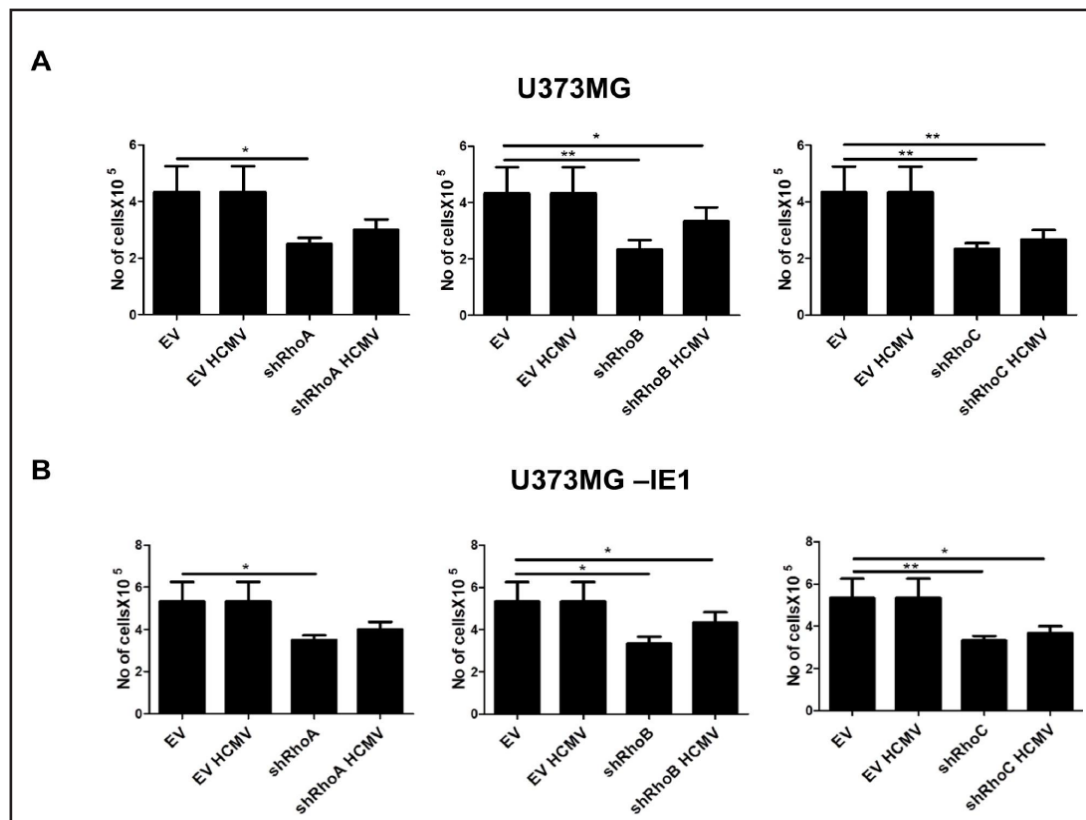 A
U373MG
No of cellsX10 5
6
4
2
0
*
EV
EV HCMV
shRhoA
shRhoA HCMV
No of cellsX10 5
6
4
2
0
*
**
EV
EV HCMV
shRhoB
shRhoB HCMV
No of cellsX10 5
6
4
2
0
**
**
EV
EV HCMV
shRhoC
shRhoC HCMV
B
U373MG –IE1
No of cellsX10 5
8
6
4
2
0
*
EV
EV HCMV
shRhoA
shRhoA HCMV
No of cellsX10 5
8
6
4
2
0
*
*
EV
EV HCMV
shRhoB
shRhoB HCMV
No of cellsX10 5
8
6
4
2
0
*
**
EV
EV HCMV
shRhoC
shRhoC HCMV